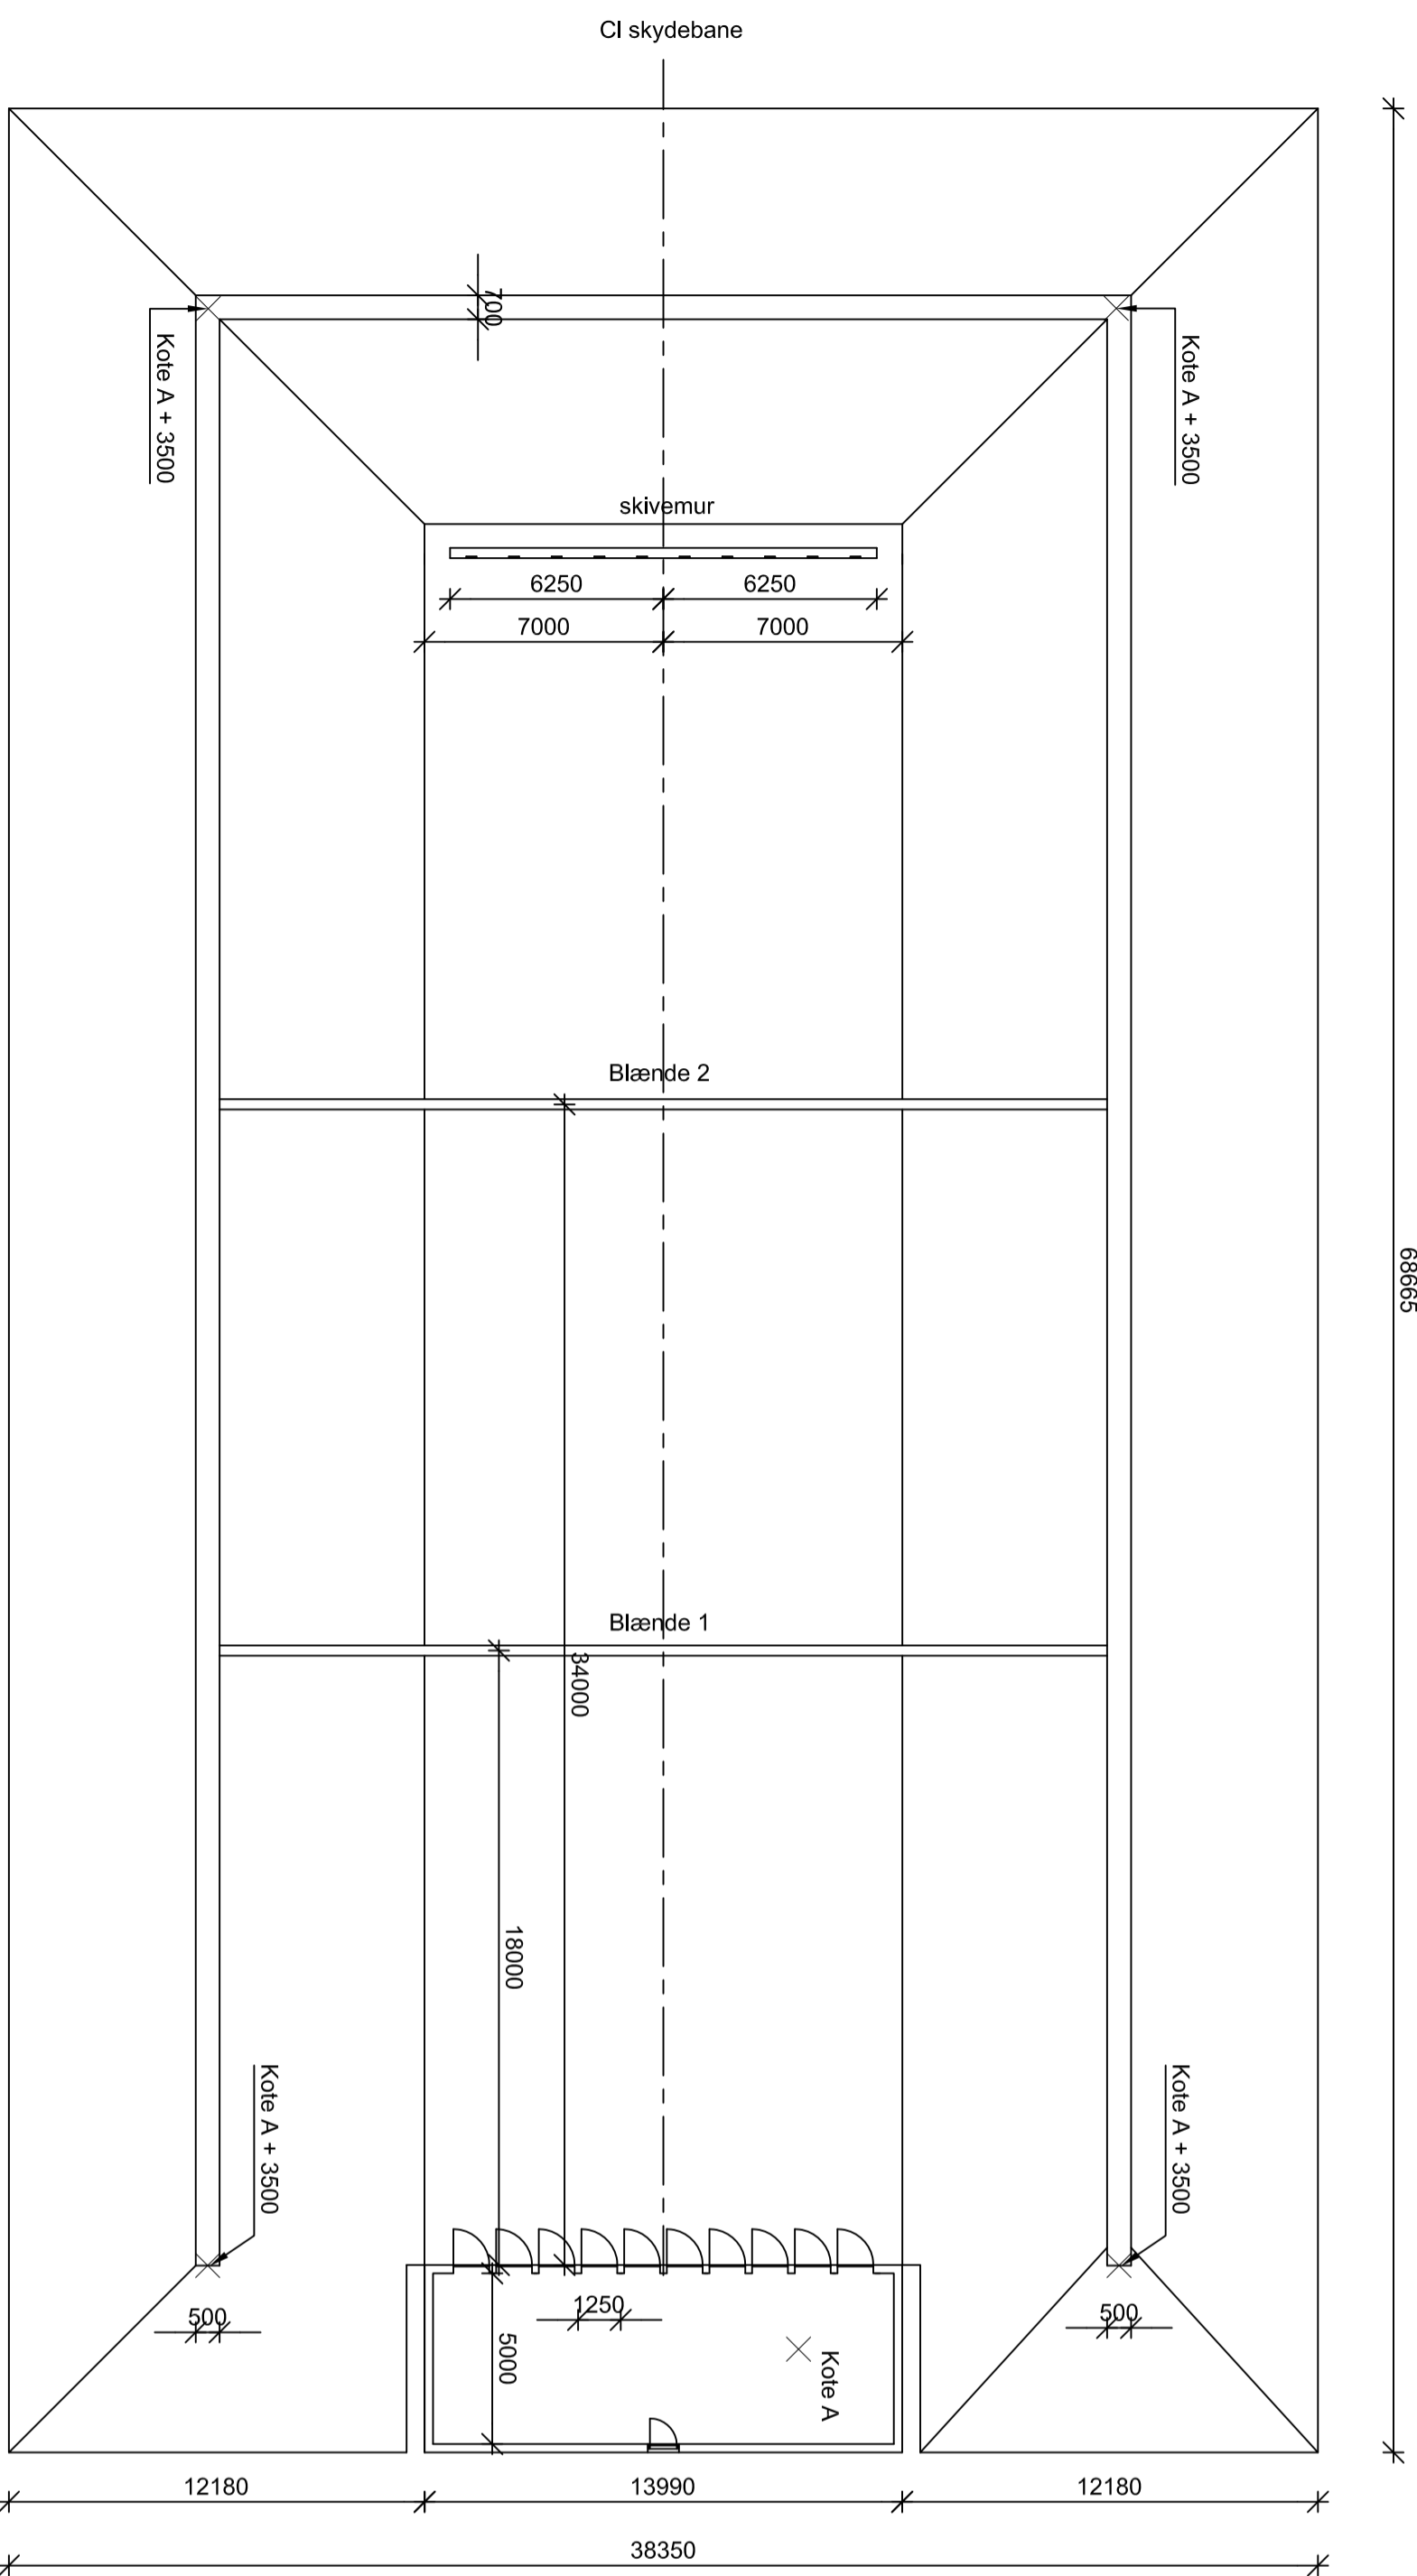 Cl skydebane
700
Kote A + 3500
Kote A + 3500
skivemur
6250
6250
7000
7000
Blænde 2
68665
Blænde 1
34000
18000
Kote A + 3500
Kote A + 3500
500
1250
500
5000
Kote A
12180
13990
12180
38350